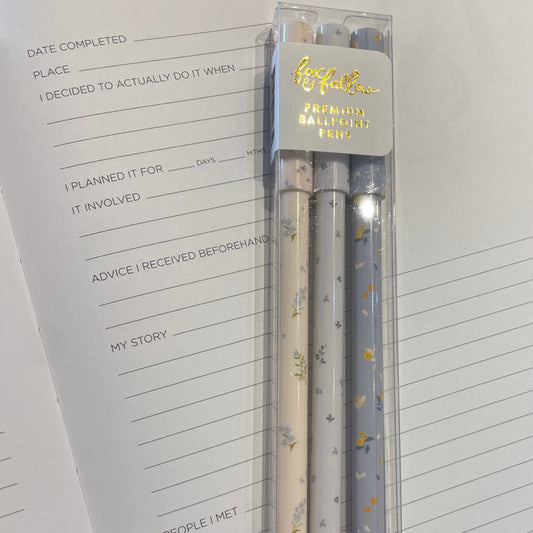 DATE COMPLETED
PLACE
I DECIDED TO ACTUALLY DO IT WHEN
I PLANNED IT FOR DAYS MTHS
IT INVOLVED
ADVICE I RECEIVED BEFOREHAND
MY STORY
PEOPLE I MET
fox & fallow
PREMIUM
BALLPOINT
PENS